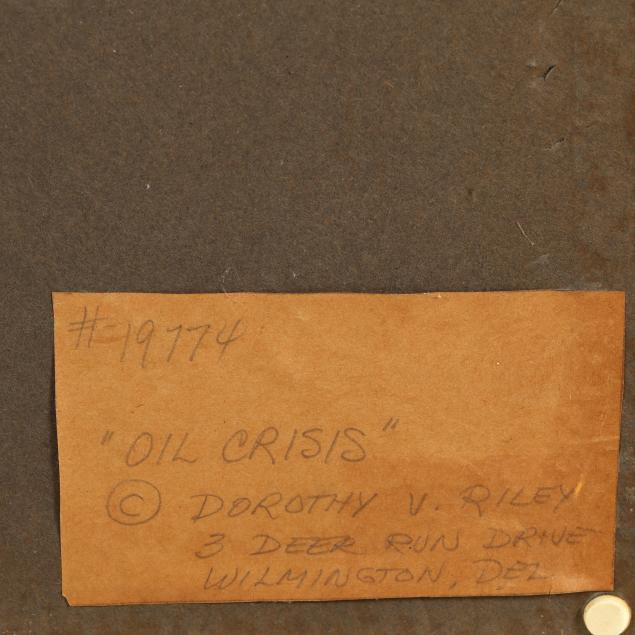 #-19774
"OIL CRISIS"
© DOROTHY V. RILEY
3 DEER RUN DRIVE
WILMINGTON, DEL